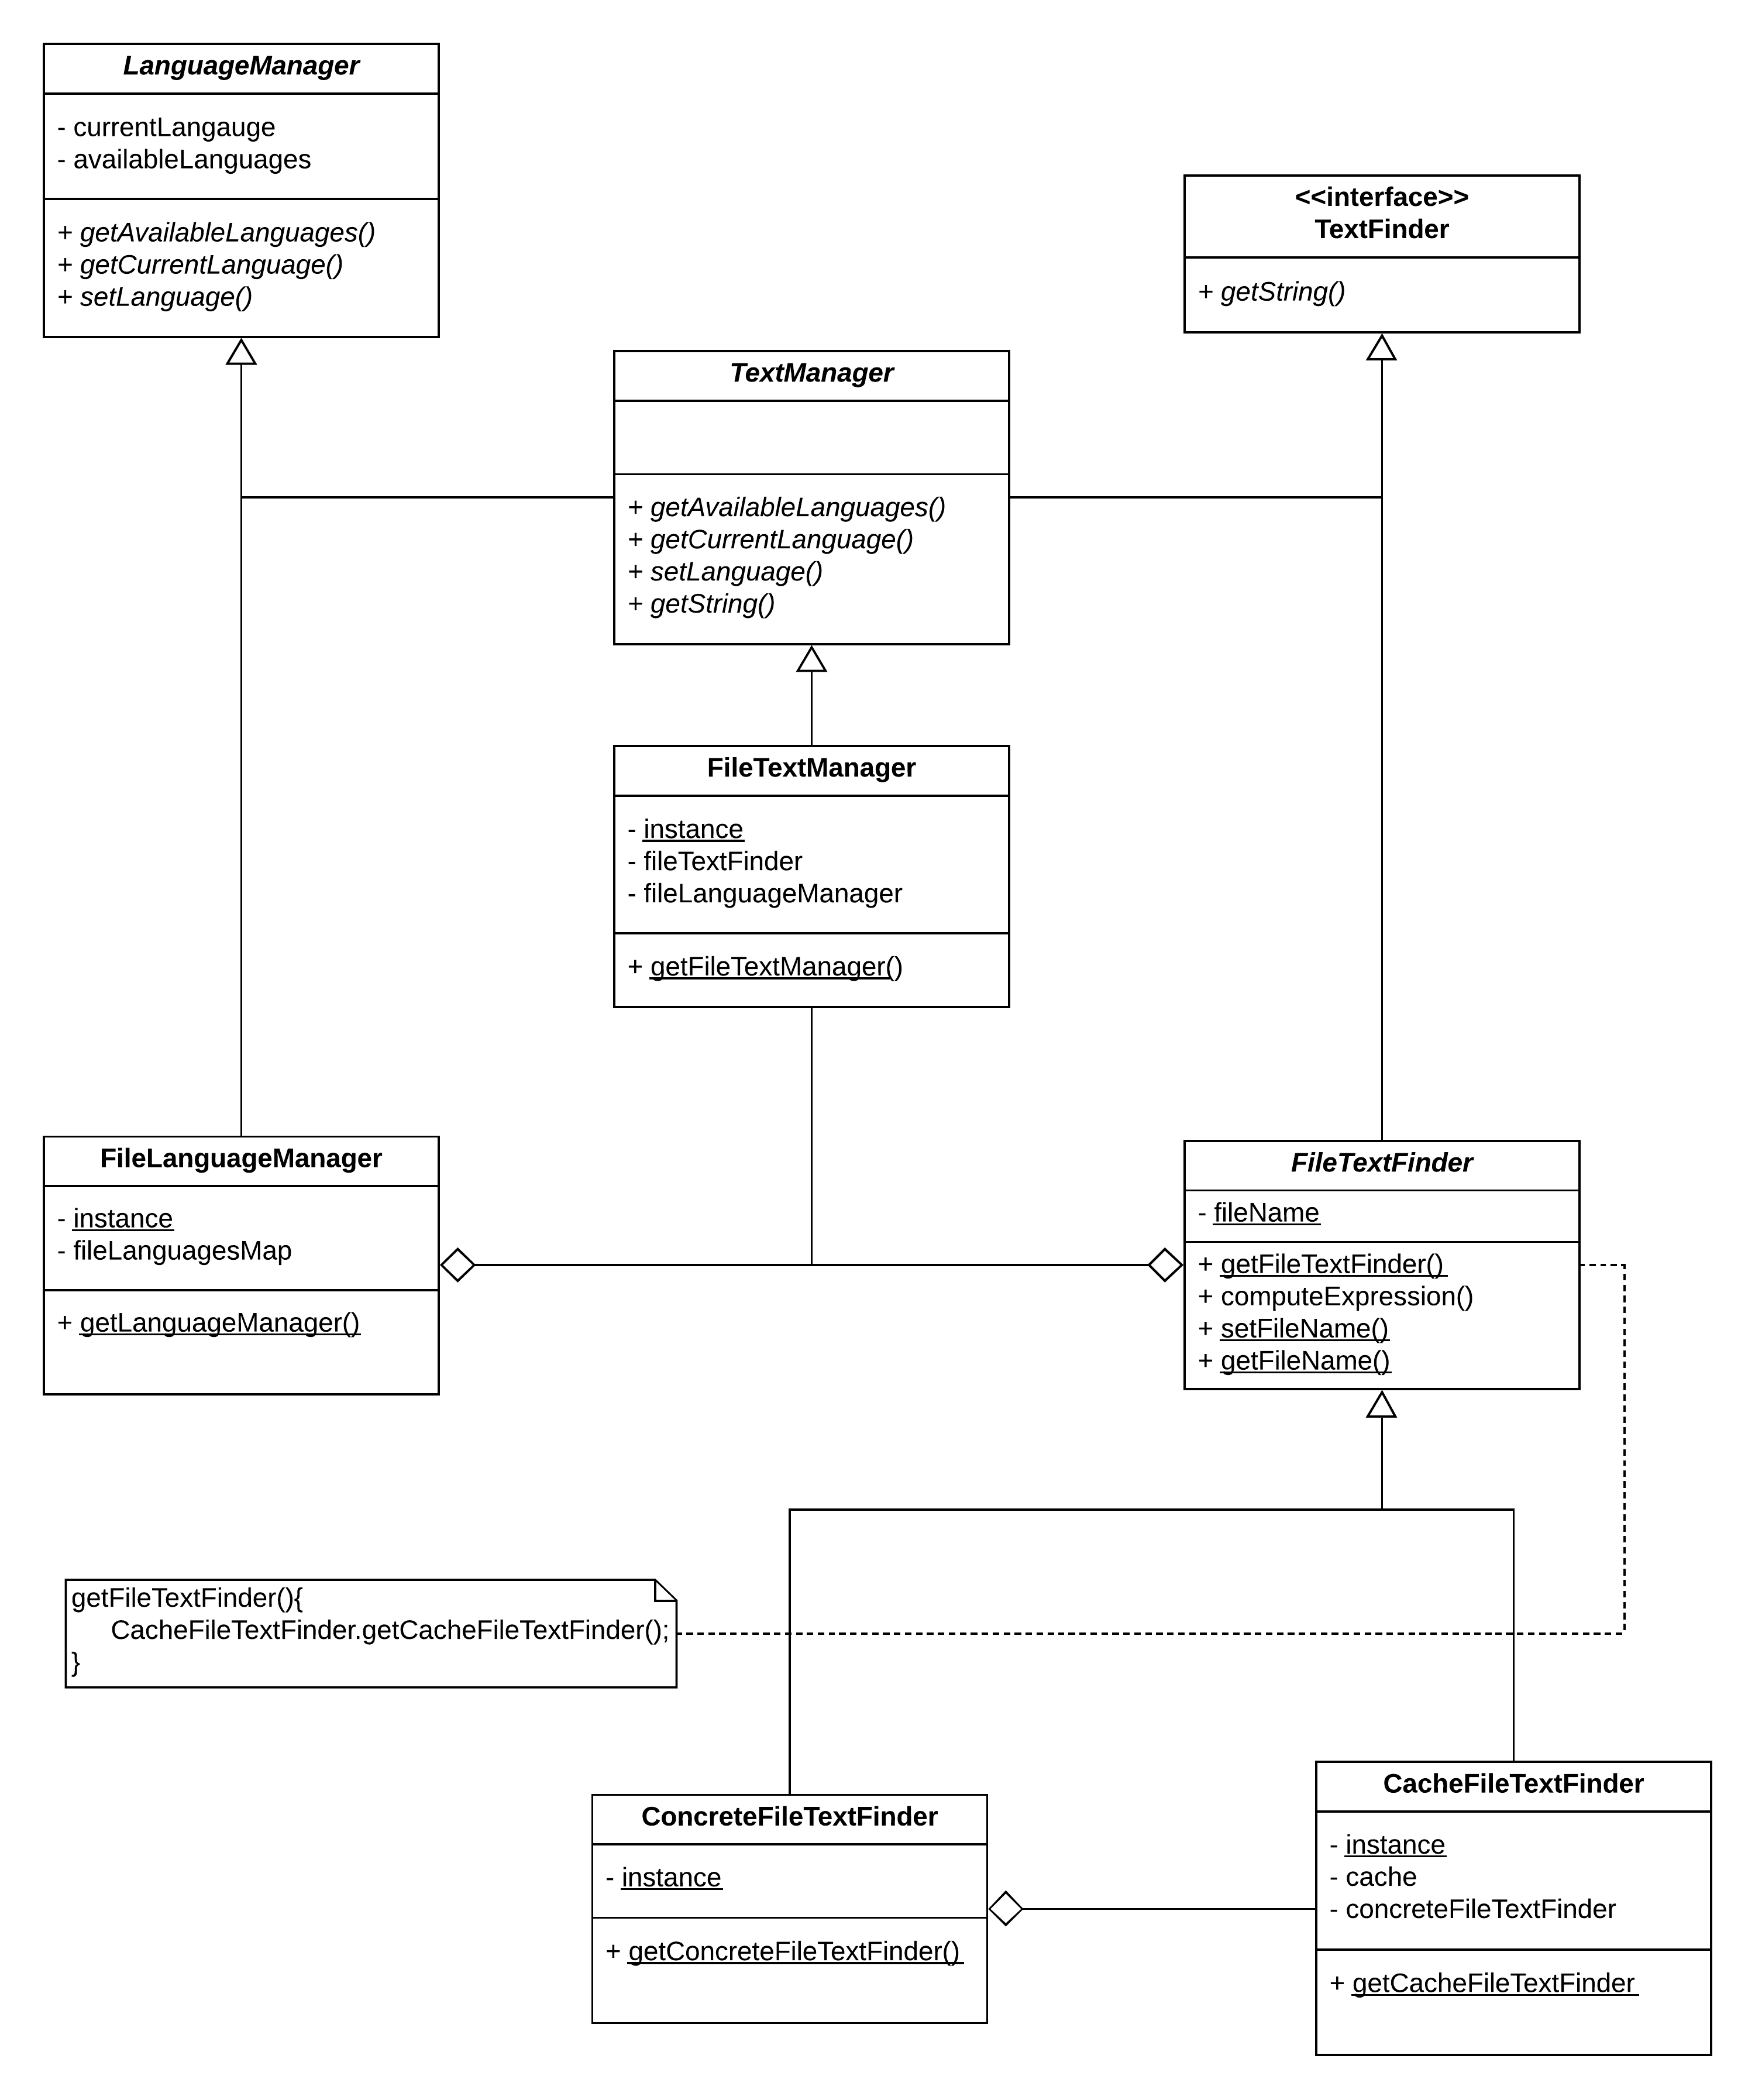 LanguageManager
- currentLangauge
- availableLanguages
+ getAvailableLanguages()
+ getCurrentLanguage()
+ setLanguage()
<<interface>>
TextFinder
+ getString()
TextManager
+ getAvailableLanguages()
+ getCurrentLanguage()
+ setLanguage()
+ getString()
FileTextManager
- instance
- fileTextFinder
- fileLanguageManager
+ getFileTextManager()
FileLanguageManager
- instance
- fileLanguagesMap
+ getLanguageManager()
FileTextFinder
- fileName
+ getFileTextFinder()
+ computeExpression()
+ setFileName()
+ getFileName()
getFileTextFinder(){
CacheFileTextFinder.getCacheFileTextFinder();
}
ConcreteFileTextFinder
- instance
+ getConcreteFileTextFinder()
CacheFileTextFinder
- instance
- cache
- concreteFileTextFinder
+ getCacheFileTextFinder